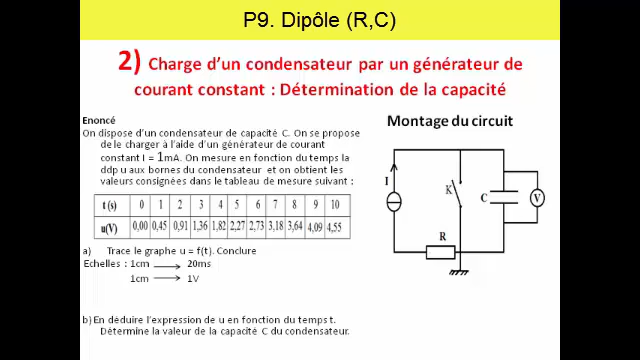 P9. Dipôle (R,C)
2) Charge d'un condensateur par un générateur de
courant constant : Détermination de la capacité
Enoncé
On dispose d'un condensateur de capacité C. On se propose
de le charger à l'aide d'un générateur de courant
constant I = 1mA. On mesure en fonction du temps la
ddp u aux bornes du condensateur et on obtient les
valeurs consignées dans le tableau de mesure suivant :
t (s) 0 1 2 3 4 5 6 7 8 9 10
u(V) 0,00 0,45 0,91 1,36 1,82 2,27 2,73 3,18 3,64 4,09 4,55
a) Trace le graphe u = f(t). Conclure
Echelles : 1cm 20ms
1cm 1V
b) En déduire l'expression de u en fonction du temps t.
Détermine la valeur de la capacité C du condensateur.
Montage du circuit
I
K
C
V
R